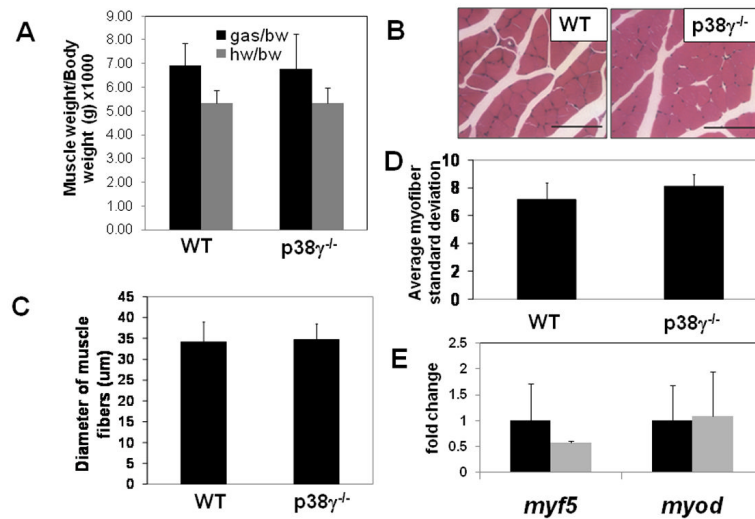 A
Muscle weight/Body
weight (g) x1000
9.00
8.00
7.00
6.00
5.00
4.00
3.00
2.00
1.00
0.00
gas/bw
hw/bw
WT
p38γ-/-
B
WT
p38γ-/-
C
Diameter of muscle
fibers (um)
45
40
35
30
25
20
15
10
5
0
WT
p38γ-/-
D
Average myofiber
standard deviation
10
8
6
4
2
0
WT
p38γ-/-
E
fold change
2.5
2
1.5
1
0.5
0
myf5
myod